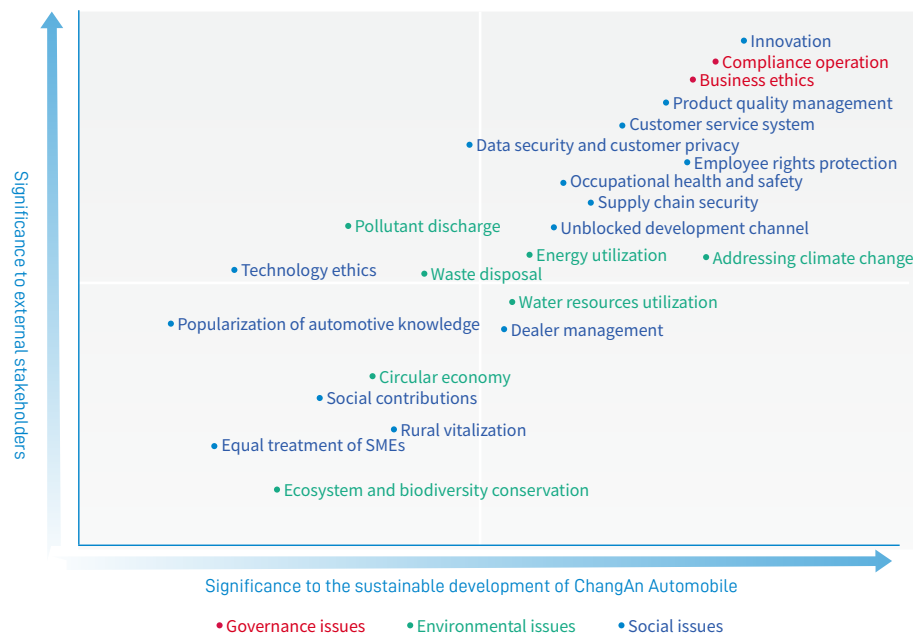 Innovation
Compliance operation
Business ethics
Product quality management
Customer service system
Data security and customer privacy
Employee rights protection
Occupational health and safety
Supply chain security
Pollutant discharge
Unblocked development channel
Energy utilization
Addressing climate change
Technology ethics
Waste disposal
Water resources utilization
Popularization of automotive knowledge
Dealer management
Circular economy
Social contributions
Rural vitalization
Equal treatment of SMEs
Ecosystem and biodiversity conservation
Significance to external stakeholders
Significance to the sustainable development of ChangAn Automobile
Governance issues
Environmental issues
Social issues